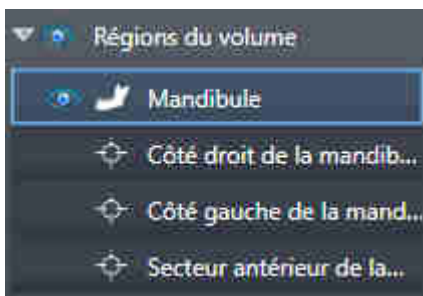 Régions du volume
Mandibule
Côté droit de la mandib...
Côté gauche de la mand...
Secteur antérieur de la...